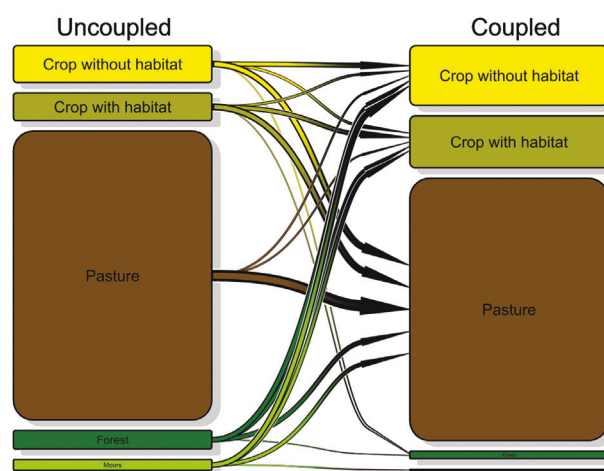 Uncoupled
Coupled
Crop without habitat
Crop without habitat
Crop with habitat
Crop with habitat
Pasture
Pasture
Forest
Moors